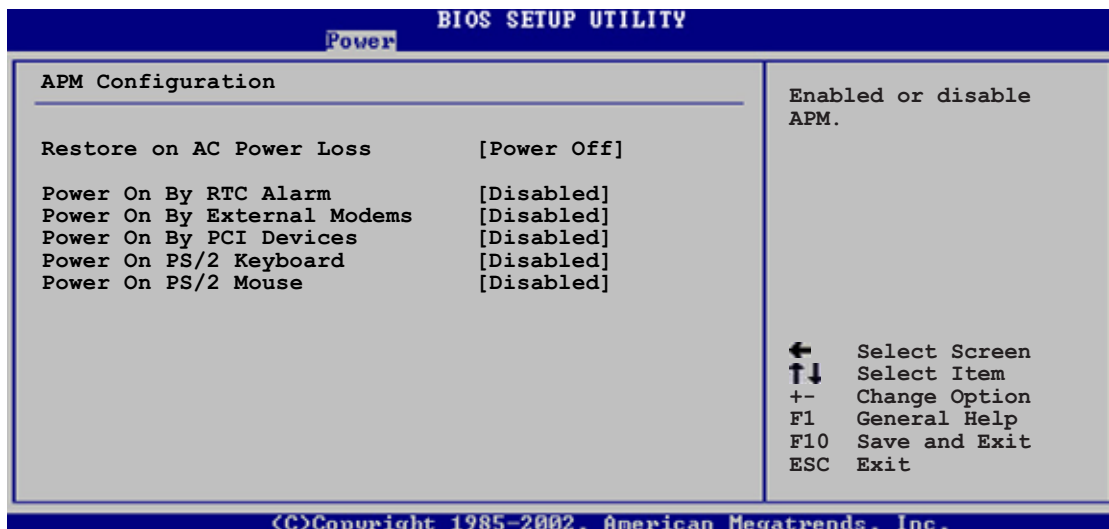 BIOS SETUP UTILITY
Power
APM Configuration
Restore on AC Power Loss [Power Off]
Power On By RTC Alarm [Disabled]
Power On By External Modems [Disabled]
Power On By PCI Devices [Disabled]
Power On PS/2 Keyboard [Disabled]
Power On PS/2 Mouse [Disabled]
Enabled or disable
APM.
← Select Screen
↑↓ Select Item
+- Change Option
F1 General Help
F10 Save and Exit
ESC Exit
(C)Copyright 1985-2002, American Megatrends, Inc.